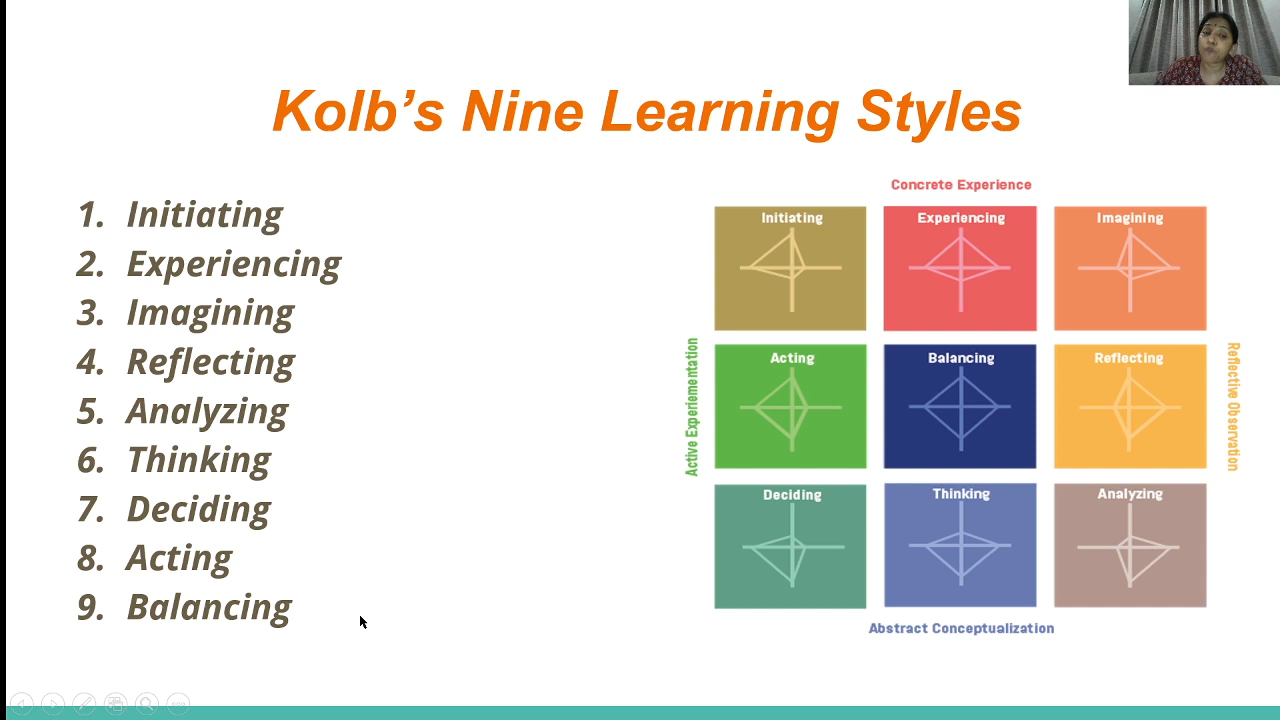 Kolb's Nine Learning Styles
1. Initiating
2. Experiencing
3. Imagining
4. Reflecting
5. Analyzing
6. Thinking
7. Deciding
8. Acting
9. Balancing
Concrete Experience
Initiating
Experiencing
Imagining
Active Experiementation
Acting
Balancing
Reflecting
Reflective Observation
Deciding
Thinking
Analyzing
Abstract Conceptualization